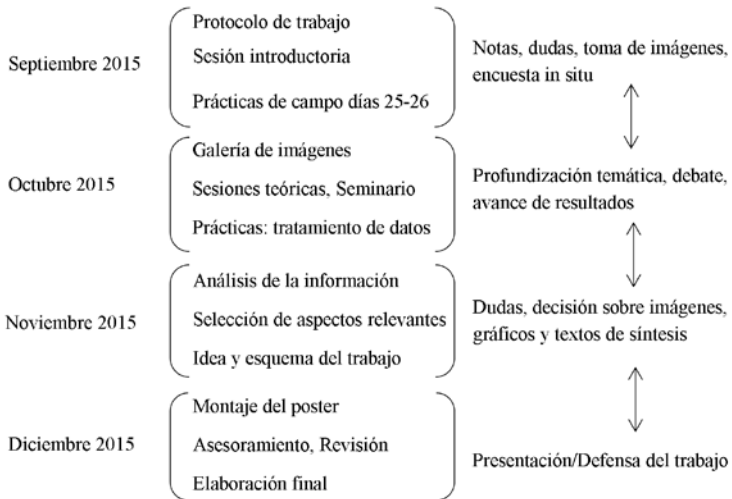 Septiembre 2015
Protocolo de trabajo
Sesión introductoria
Prácticas de campo días 25-26
Notas, dudas, toma de imágenes,
encuesta in situ
Octubre 2015
Galería de imágenes
Sesiones teóricas, Seminario
Prácticas: tratamiento de datos
Profundización temática, debate,
avance de resultados
Noviembre 2015
Análisis de la información
Selección de aspectos relevantes
Idea y esquema del trabajo
Dudas, decisión sobre imágenes,
gráficos y textos de síntesis
Diciembre 2015
Montaje del poster
Asesoramiento, Revisión
Elaboración final
Presentación/Defensa del trabajo